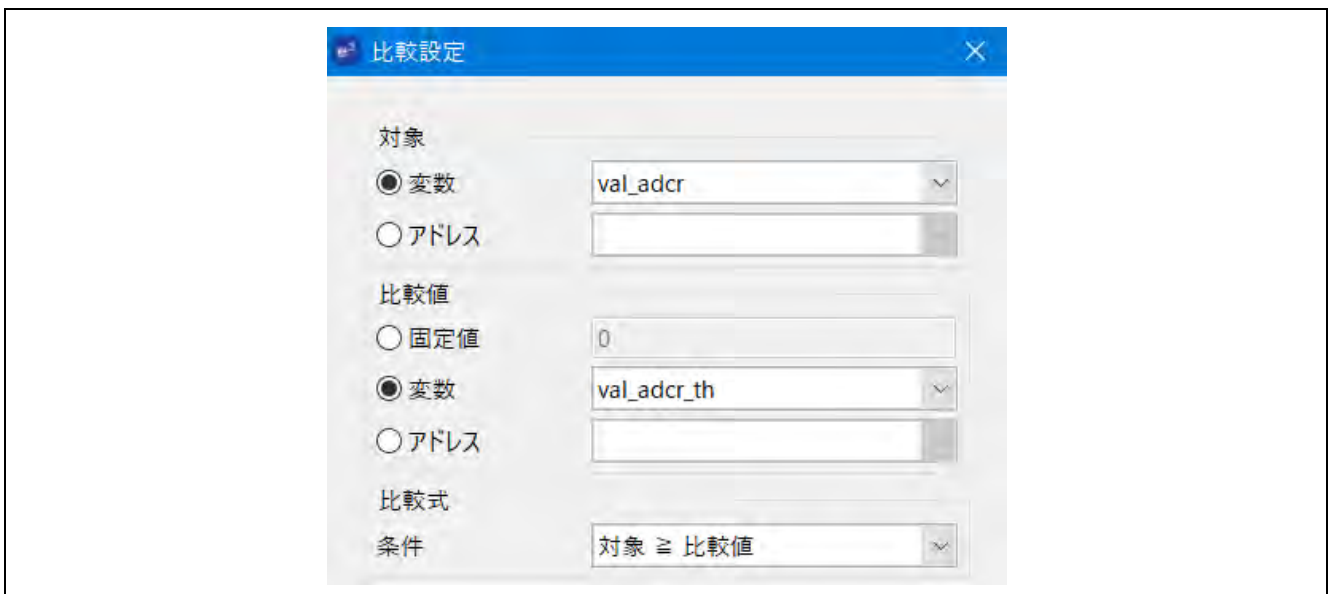 e² 比較設定
対象
変数 val_adcr
アドレス
比較値
固定値 0
変数 val_adcr_th
アドレス
比較式
条件 対象 ≧ 比較値